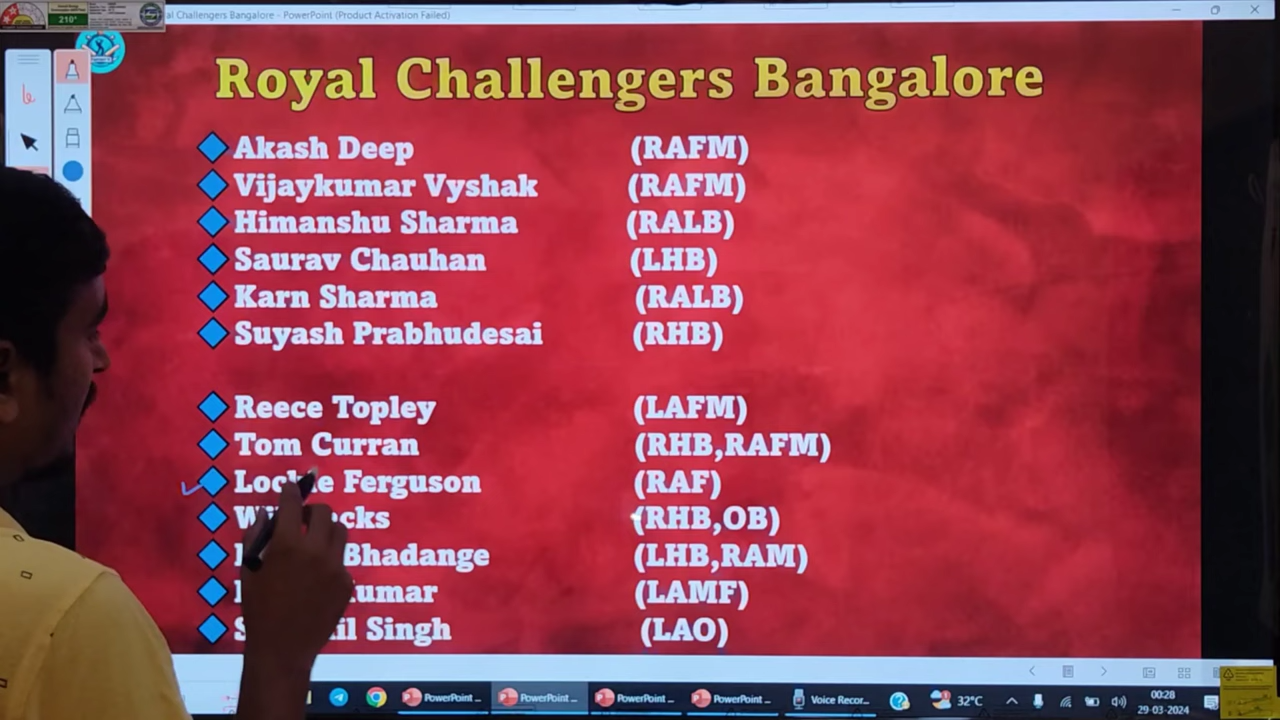 al Challengers Bangalore - PowerPoint (Product Activation Failed)
210°
Royal Challengers Bangalore
Akash Deep (RAFM)
Vijaykumar Vyshak (RAFM)
Himanshu Sharma (RALB)
Saurav Chauhan (LHB)
Karn Sharma (RALB)
Suyash Prabhudesai (RHB)
Reece Topley (LAFM)
Tom Curran (RHB,RAFM)
Ferguson (RAF)
(RHB,OB)
Bhadange (LHB,RAM)
(LAMF)
Singh (LAO)
PowerPoint ... PowerPoint ... PowerPoint ... PowerPoint ... Voice Recor... 32°C 00:28
29-03-2024